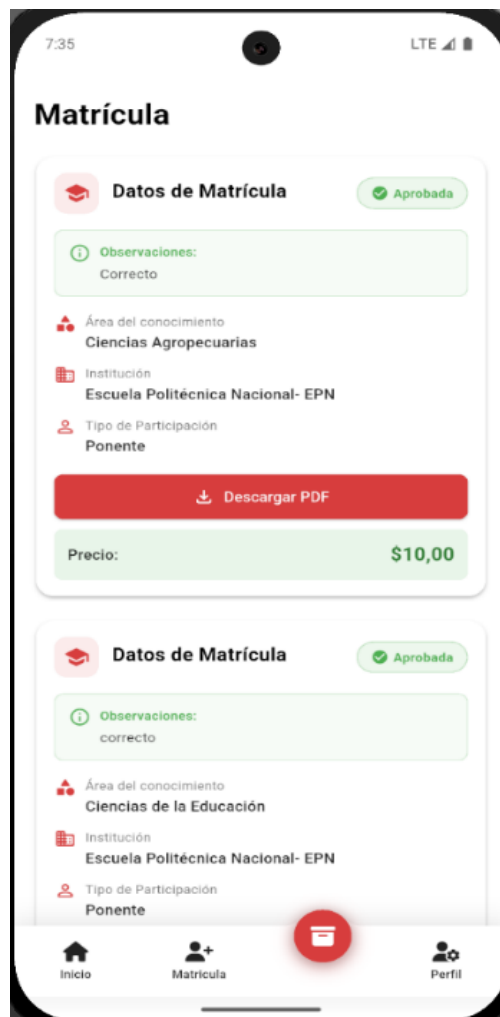 7:35
LTE
Matrícula
Datos de Matrícula
Aprobada
Observaciones:
Correcto
Área del conocimiento
Ciencias Agropecuarias
Institución
Escuela Politécnica Nacional- EPN
Tipo de Participación
Ponente
Descargar PDF
Precio:
$10,00
Datos de Matrícula
Aprobada
Observaciones:
correcto
Área del conocimiento
Ciencias de la Educación
Institución
Escuela Politécnica Nacional- EPN
Tipo de Participación
Ponente
Inicio
Matricula
Perfil